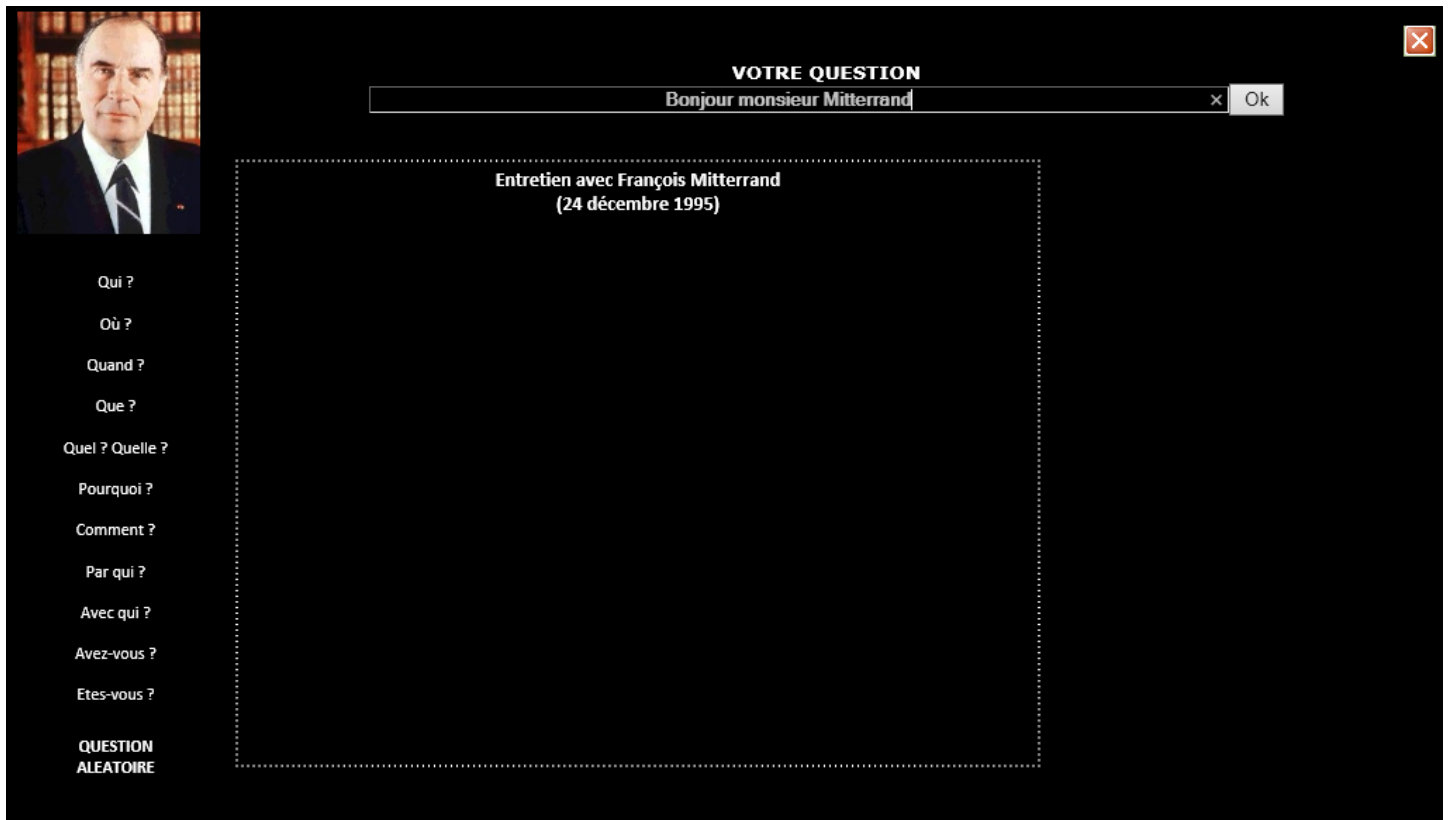 VOTRE QUESTION
Bonjour monsieur Mitterrand
× Ok
Entretien avec François Mitterrand
(24 décembre 1995)
Qui ?
Où ?
Quand ?
Que ?
Quel ? Quelle ?
Pourquoi ?
Comment ?
Par qui ?
Avec qui ?
Avez-vous ?
Etes-vous ?
QUESTION
ALEATOIRE